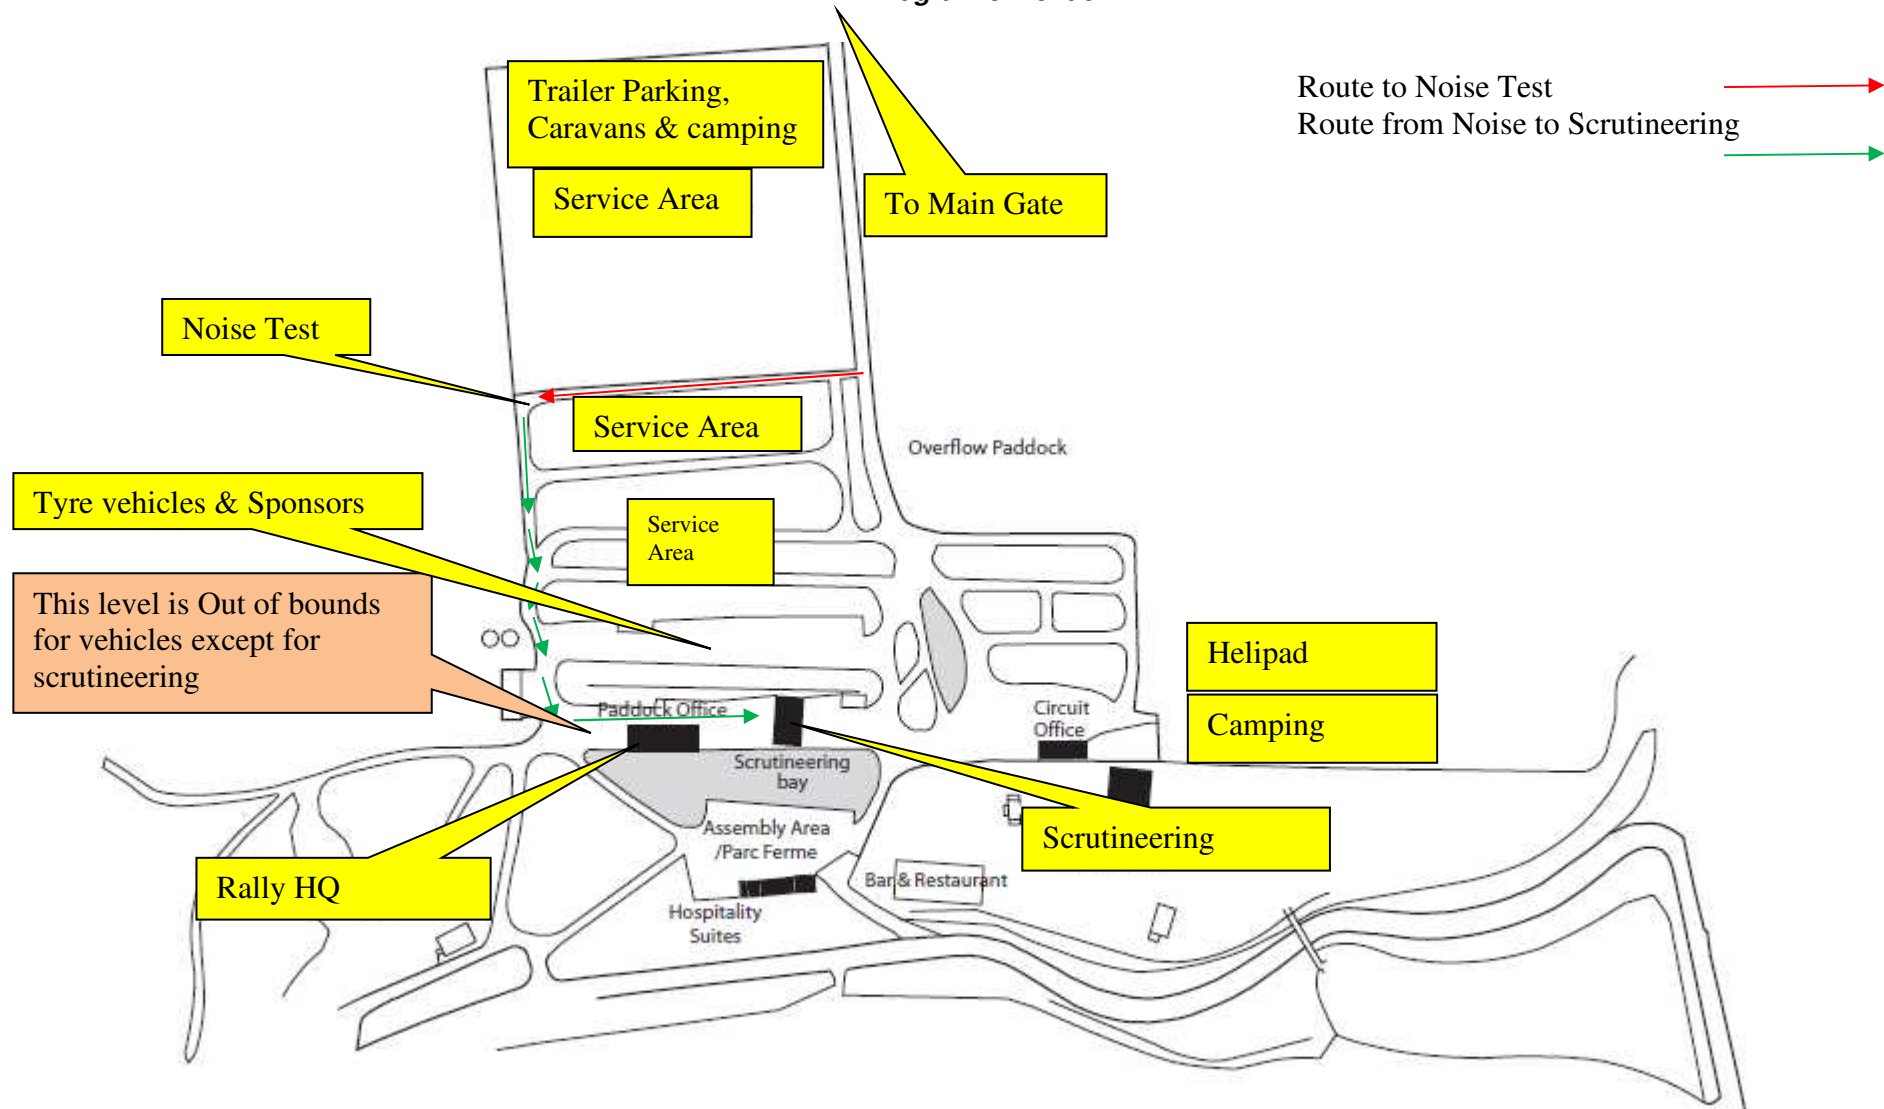 Trailer Parking,
Caravans & camping
Service Area
To Main Gate
Route to Noise Test
Route from Noise to Scrutineering
Noise Test
Service Area
Overflow Paddock
Tyre vehicles & Sponsors
Service
Area
This level is Out of bounds
for vehicles except for
scrutineering
Helipad
Camping
Paddock Office
Circuit
Office
Scrutineering
bay
Assembly Area
/Parc Ferme
Scrutineering
Rally HQ
Bar & Restaurant
Hospitality
Suites